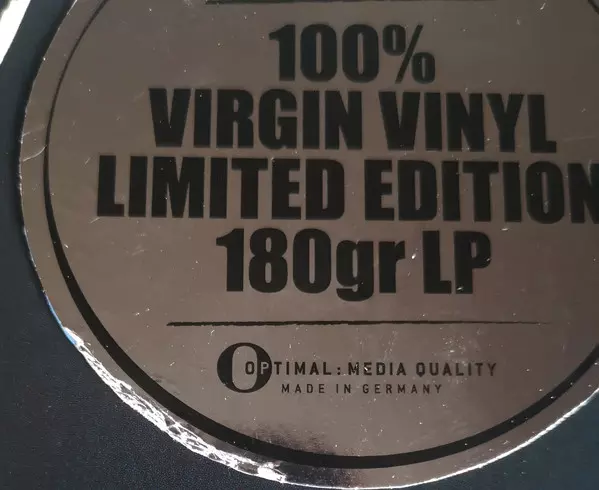 100%
VIRGIN VINYL
LIMITED EDITION
180gr LP
OPTIMAL : MEDIA QUALITY
MADE IN GERMANY